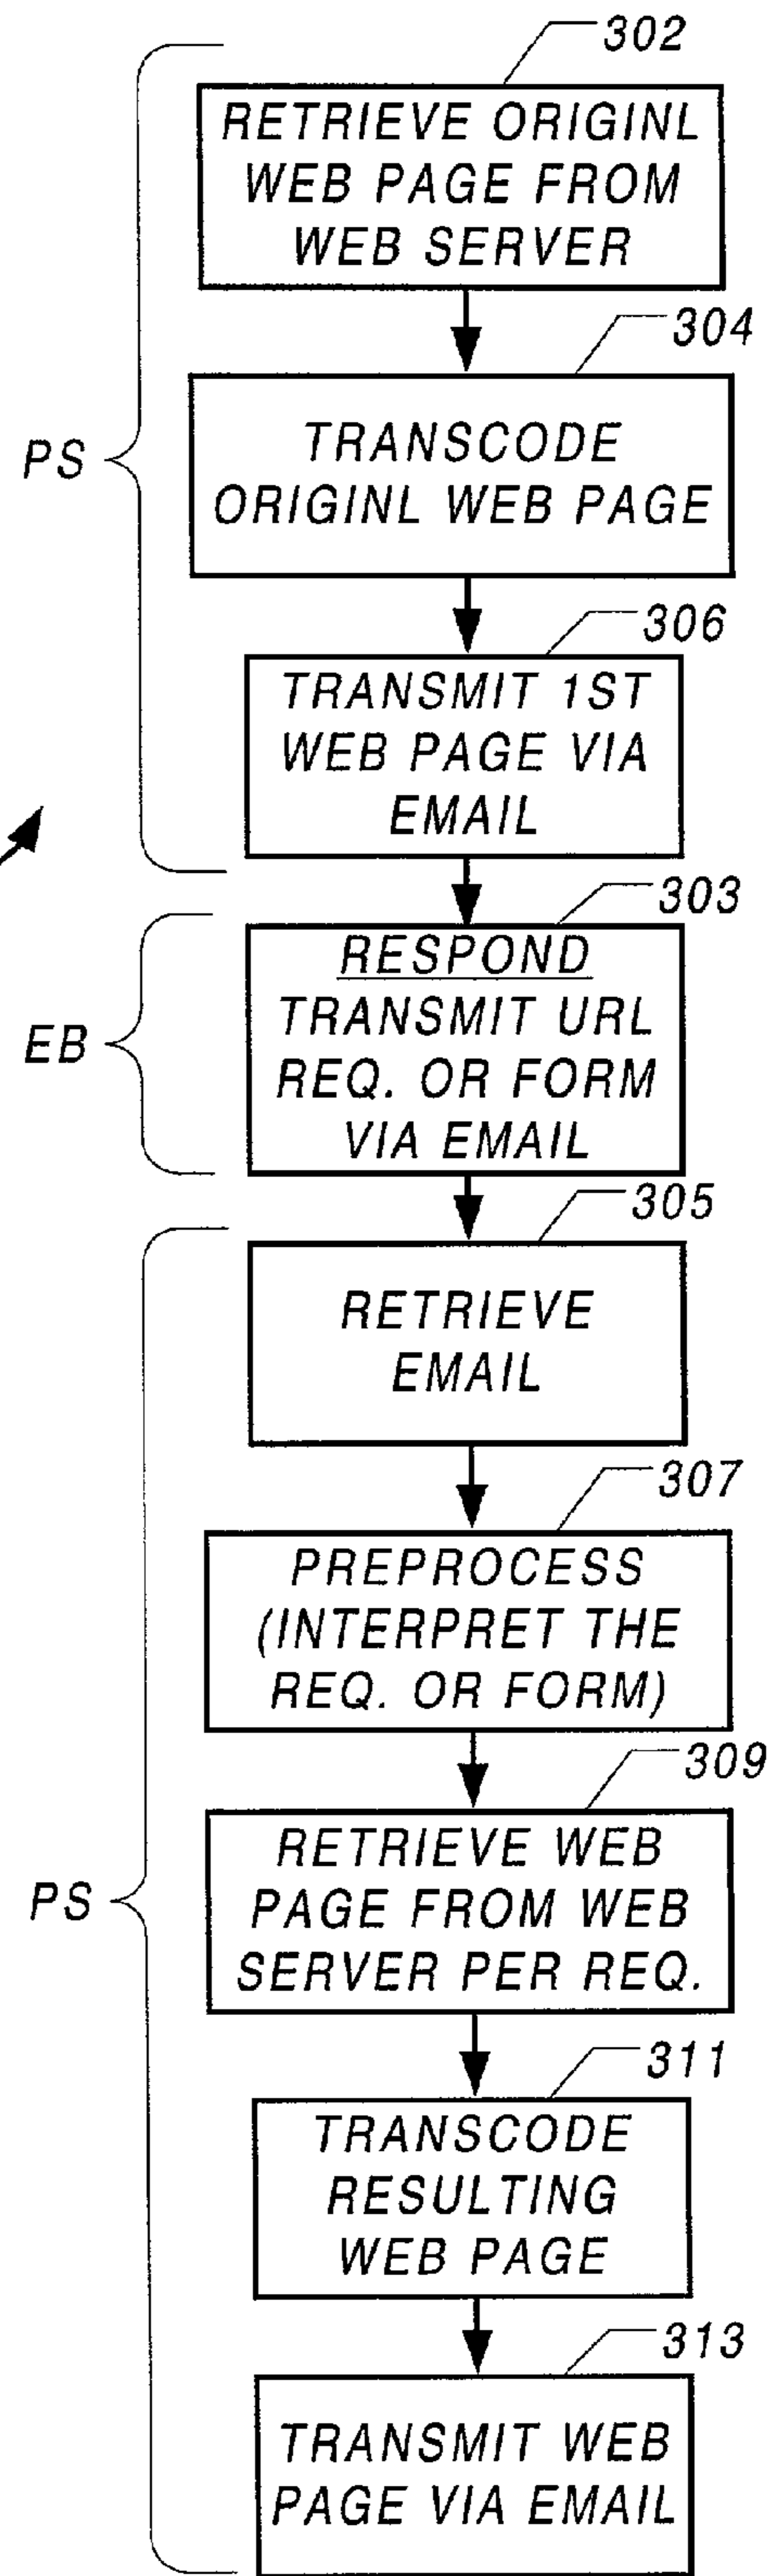 302
RETRIEVE ORIGINL
WEB PAGE FROM
WEB SERVER
304
TRANSCODE
ORIGINL WEB PAGE
PS
306
TRANSMIT 1ST
WEB PAGE VIA
EMAIL
303
RESPOND
TRANSMIT URL
REQ. OR FORM
VIA EMAIL
EB
305
RETRIEVE
EMAIL
307
PREPROCESS
(INTERPRET THE
REQ. OR FORM)
309
RETRIEVE WEB
PAGE FROM WEB
SERVER PER REQ.
PS
311
TRANSCODE
RESULTING
WEB PAGE
313
TRANSMIT WEB
PAGE VIA EMAIL